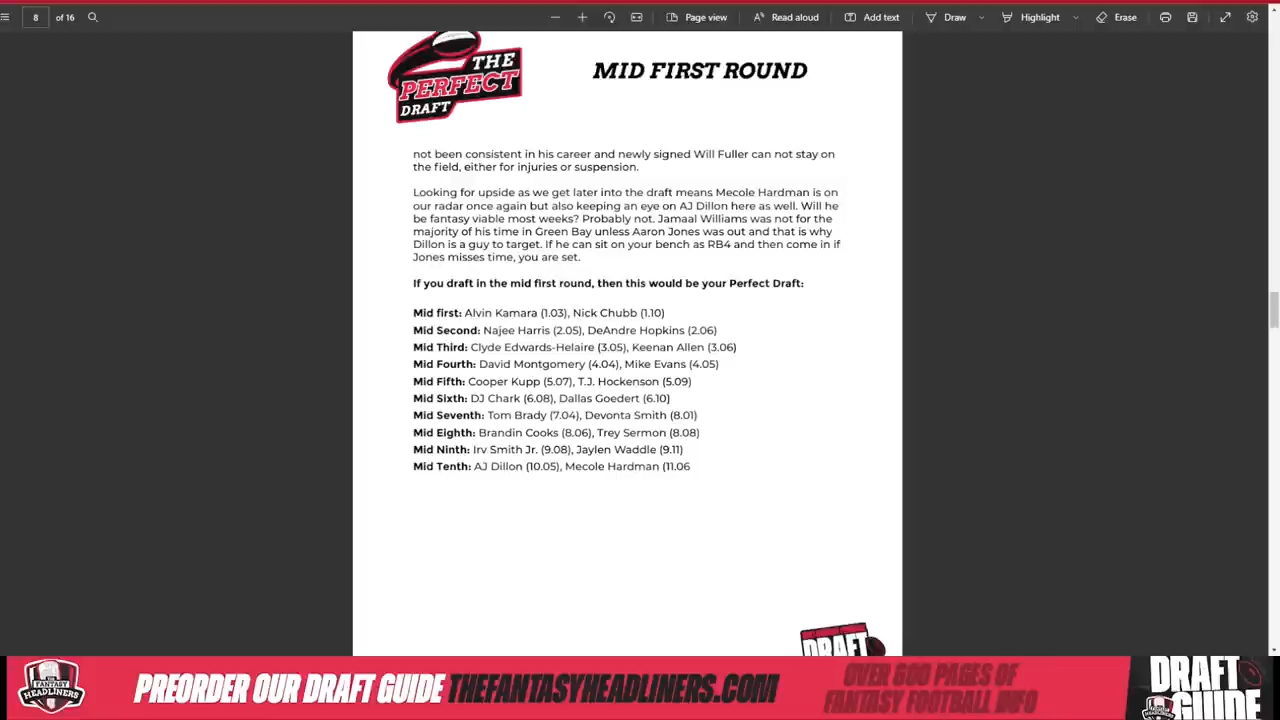 8 of 16 Page view Read aloud Add text Draw Highlight Erase
THE
PERFECT
DRAFT
MID FIRST ROUND
not been consistent in his career and newly signed Will Fuller can not stay on
the field, either for injuries or suspension.
Looking for upside as we get later into the draft means Mecole Hardman is on
our radar once again but also keeping an eye on AJ Dillon here as well. Will he
be fantasy viable most weeks? Probably not. Jamaal Williams was not for the
majority of his time in Green Bay unless Aaron Jones was out and that is why
Dillon is a guy to target. If he can sit on your bench as RB4 and then come in if
Jones misses time, you are set.
If you draft in the mid first round, then this would be your Perfect Draft:
Mid first: Alvin Kamara (1.03), Nick Chubb (1.10)
Mid Second: Najee Harris (2.05), DeAndre Hopkins (2.06)
Mid Third: Clyde Edwards-Helaire (3.05), Keenan Allen (3.06)
Mid Fourth: David Montgomery (4.04), Mike Evans (4.05)
Mid Fifth: Cooper Kupp (5.07), T.J. Hockenson (5.09)
Mid Sixth: DJ Chark (6.08), Dallas Goedert (6.10)
Mid Seventh: Tom Brady (7.04), Devonta Smith (8.01)
Mid Eighth: Brandin Cooks (8.06), Trey Sermon (8.08)
Mid Ninth: Irv Smith Jr. (9.08), Jaylen Waddle (9.11)
Mid Tenth: AJ Dillon (10.05), Mecole Hardman (11.06
DRAFT
FANTASY
HEADLINERS
PREORDER OUR DRAFT GUIDE THEFANTASYHEADLINERS.COM
OVER 600 PAGES OF
FANTASY FOOTBALL INFO
DRAFT
GUIDE